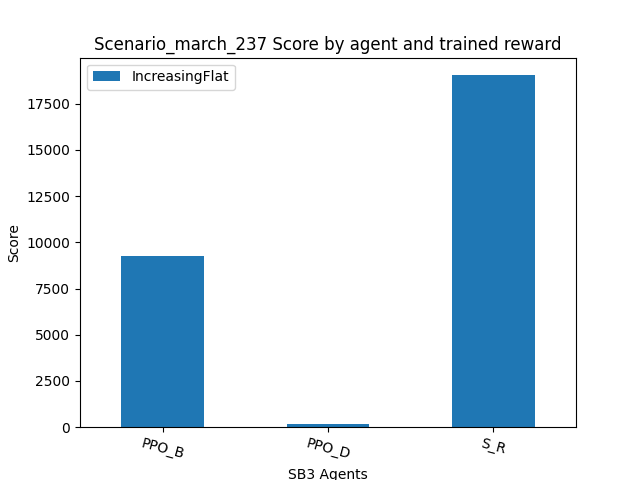 Scenario_march_237 Score by agent and trained reward
IncreasingFlat
17500
15000
12500
10000
7500
5000
2500
0
Score
PPO_B
PPO_D
S_R
SB3 Agents